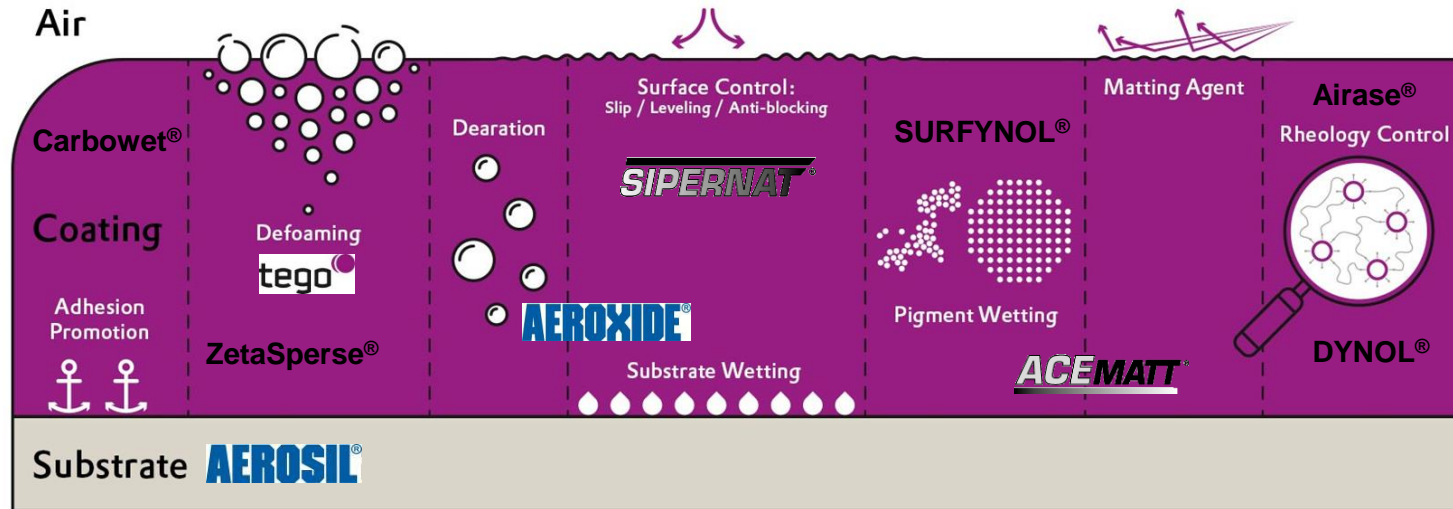 Air
Carbowet®
Coating
Adhesion
Promotion
Defoaming
tego
ZetaSperse®
Dearation
AEROXIDE®
Surface Control:
Slip / Leveling / Anti-blocking
SIPERNAT®
Substrate Wetting
SURFYNOL®
Pigment Wetting
ACEMATT
Matting Agent
Airase®
Rheology Control
DYNOL®
Substrate
AEROSIL®